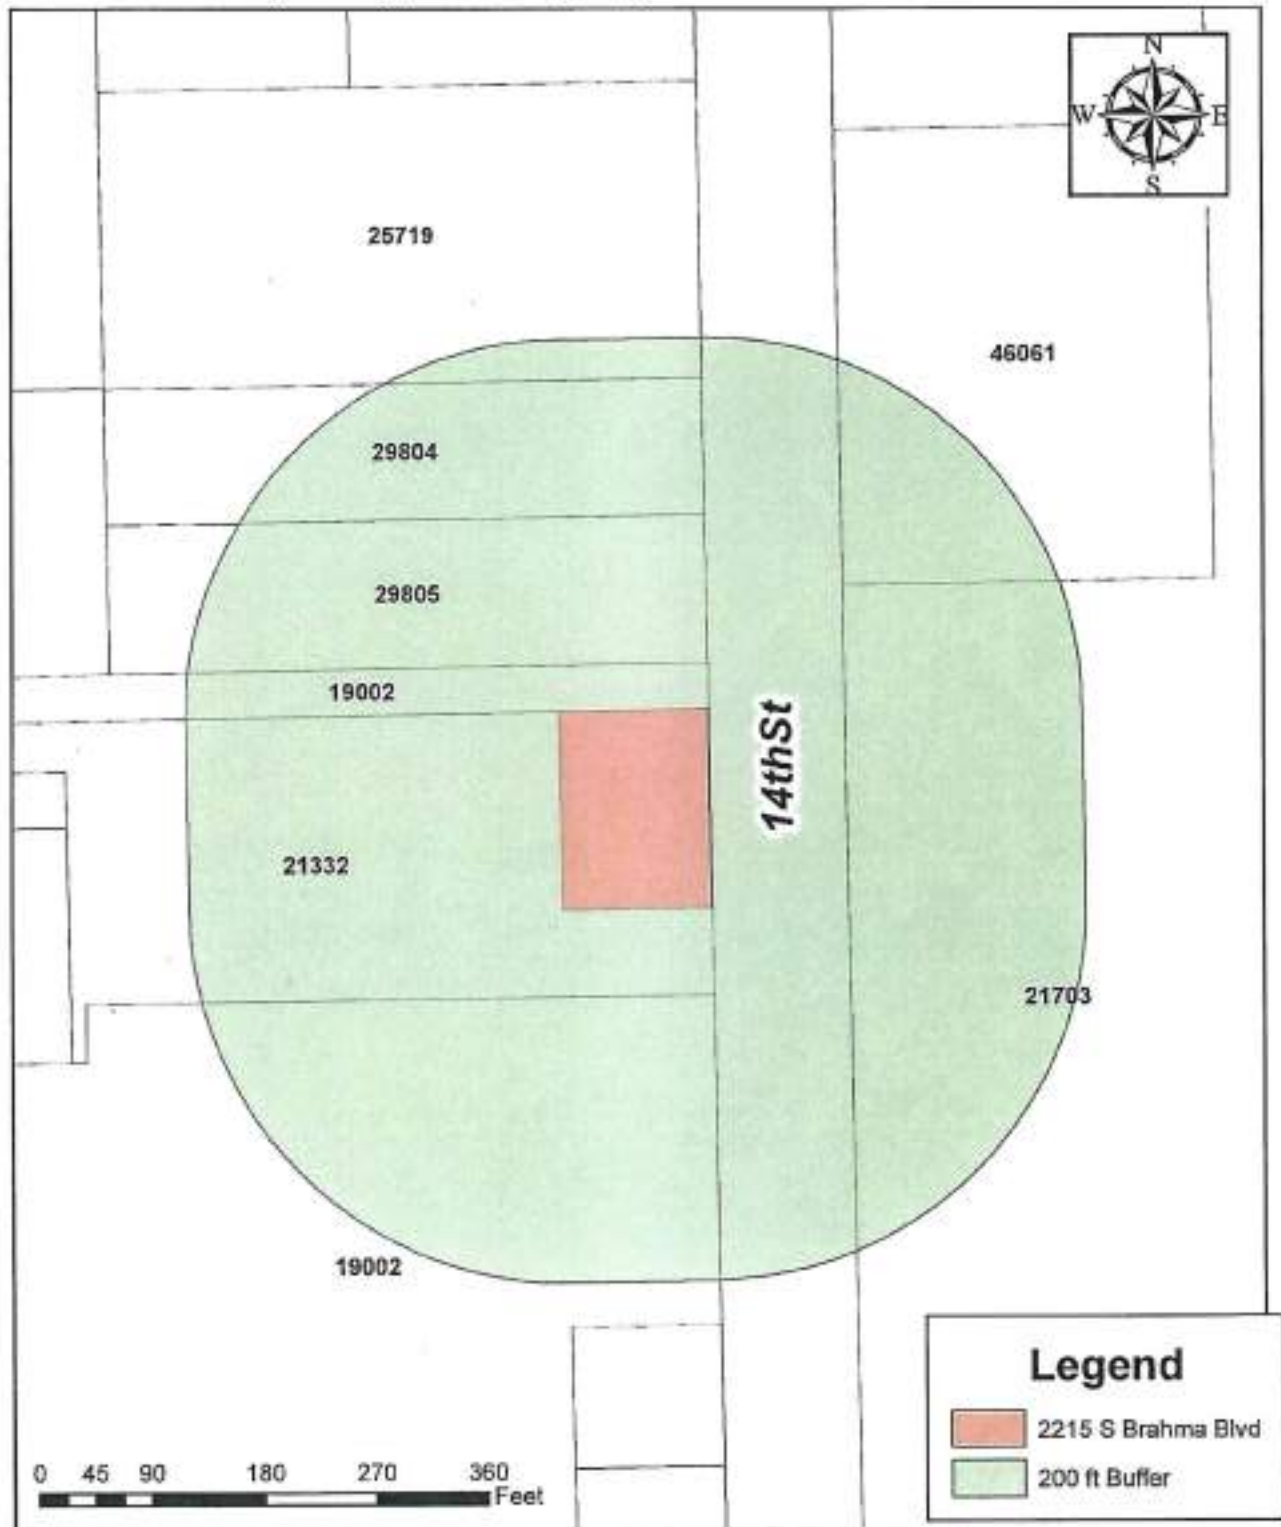 N
W E
S
25719
46061
29804
29805
19002
14thSt
21332
21703
19002
Legend
2215 S Brahma Blvd
200 ft Buffer
0 45 90 180 270 360
Feet